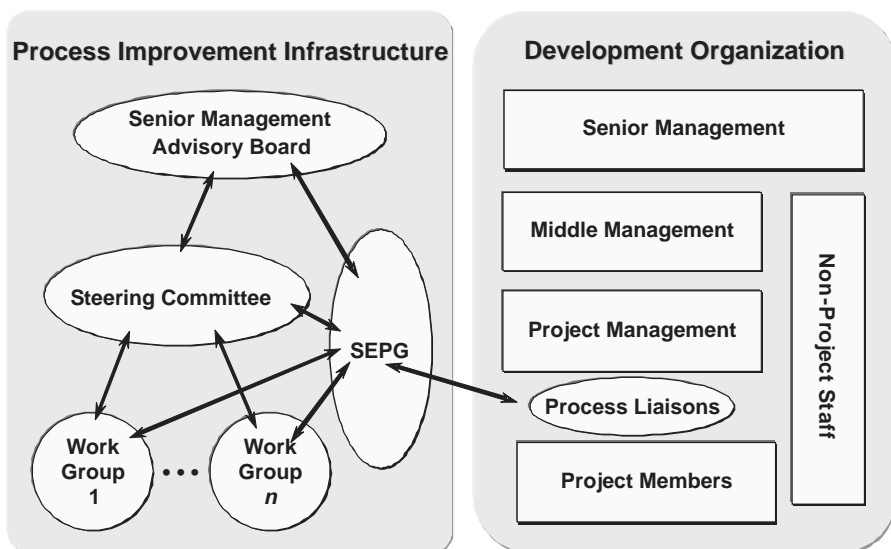 Process Improvement Infrastructure
Senior Management
Advisory Board
Steering Committee
SEPG
Work
Group
1
• • •
Work
Group
n
Development Organization
Senior Management
Middle Management
Project Management
Process Liaisons
Project Members
Non-Project Staff